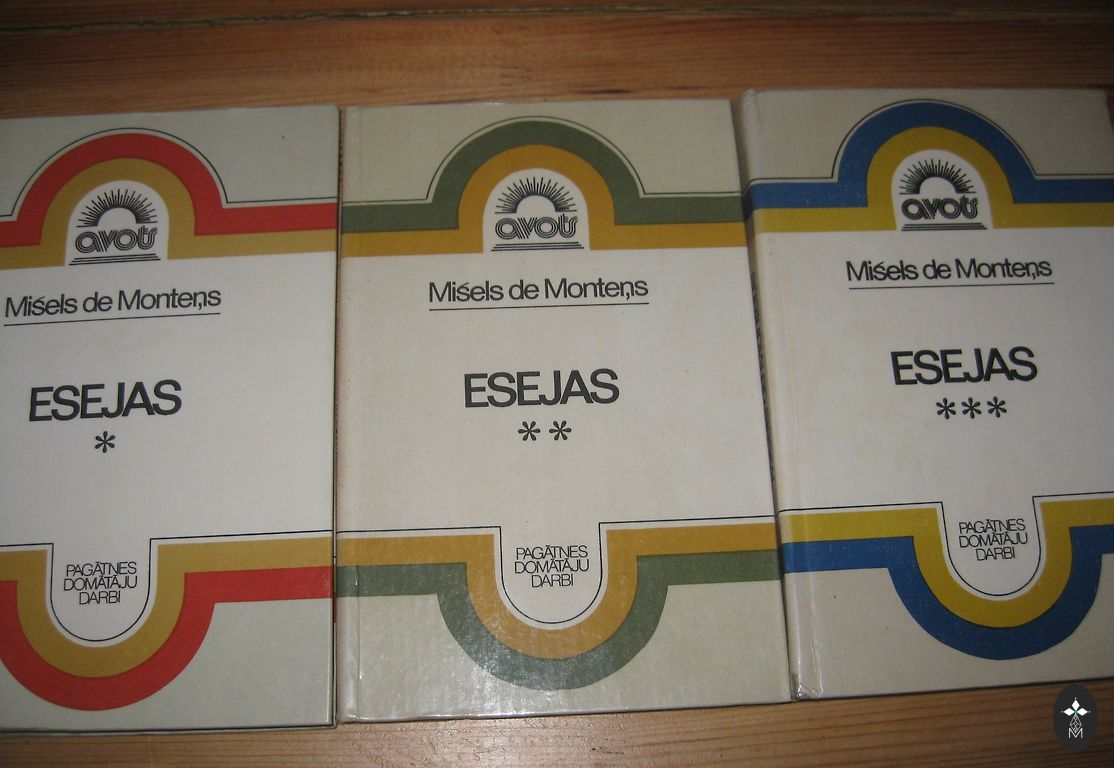 avots
Mišels de Monteņs
ESEJAS
*
PAGĀTNES
DOMĀTĀJU
DARBI
avots
Mišels de Monteņs
ESEJAS
**
PAGĀTNES
DOMĀTĀJU
DARBI
avots
Mišels de Monteņs
ESEJAS
***
PAGĀTNES
DOMĀTĀJU
DARBI
M